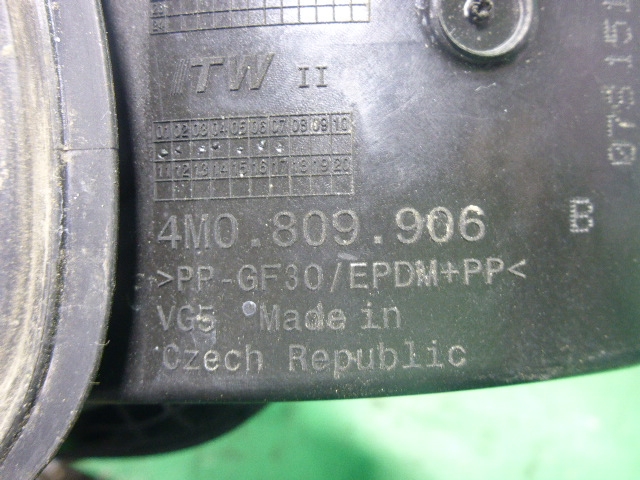 ITW II
01 02 03 04 05 06 07 08 09 10
11 12 13 14 15 16 17 18 19 20
4M0.809.906
>PP-GF30/EPDM+PP<
VG5 Made in
Czech Republic
B